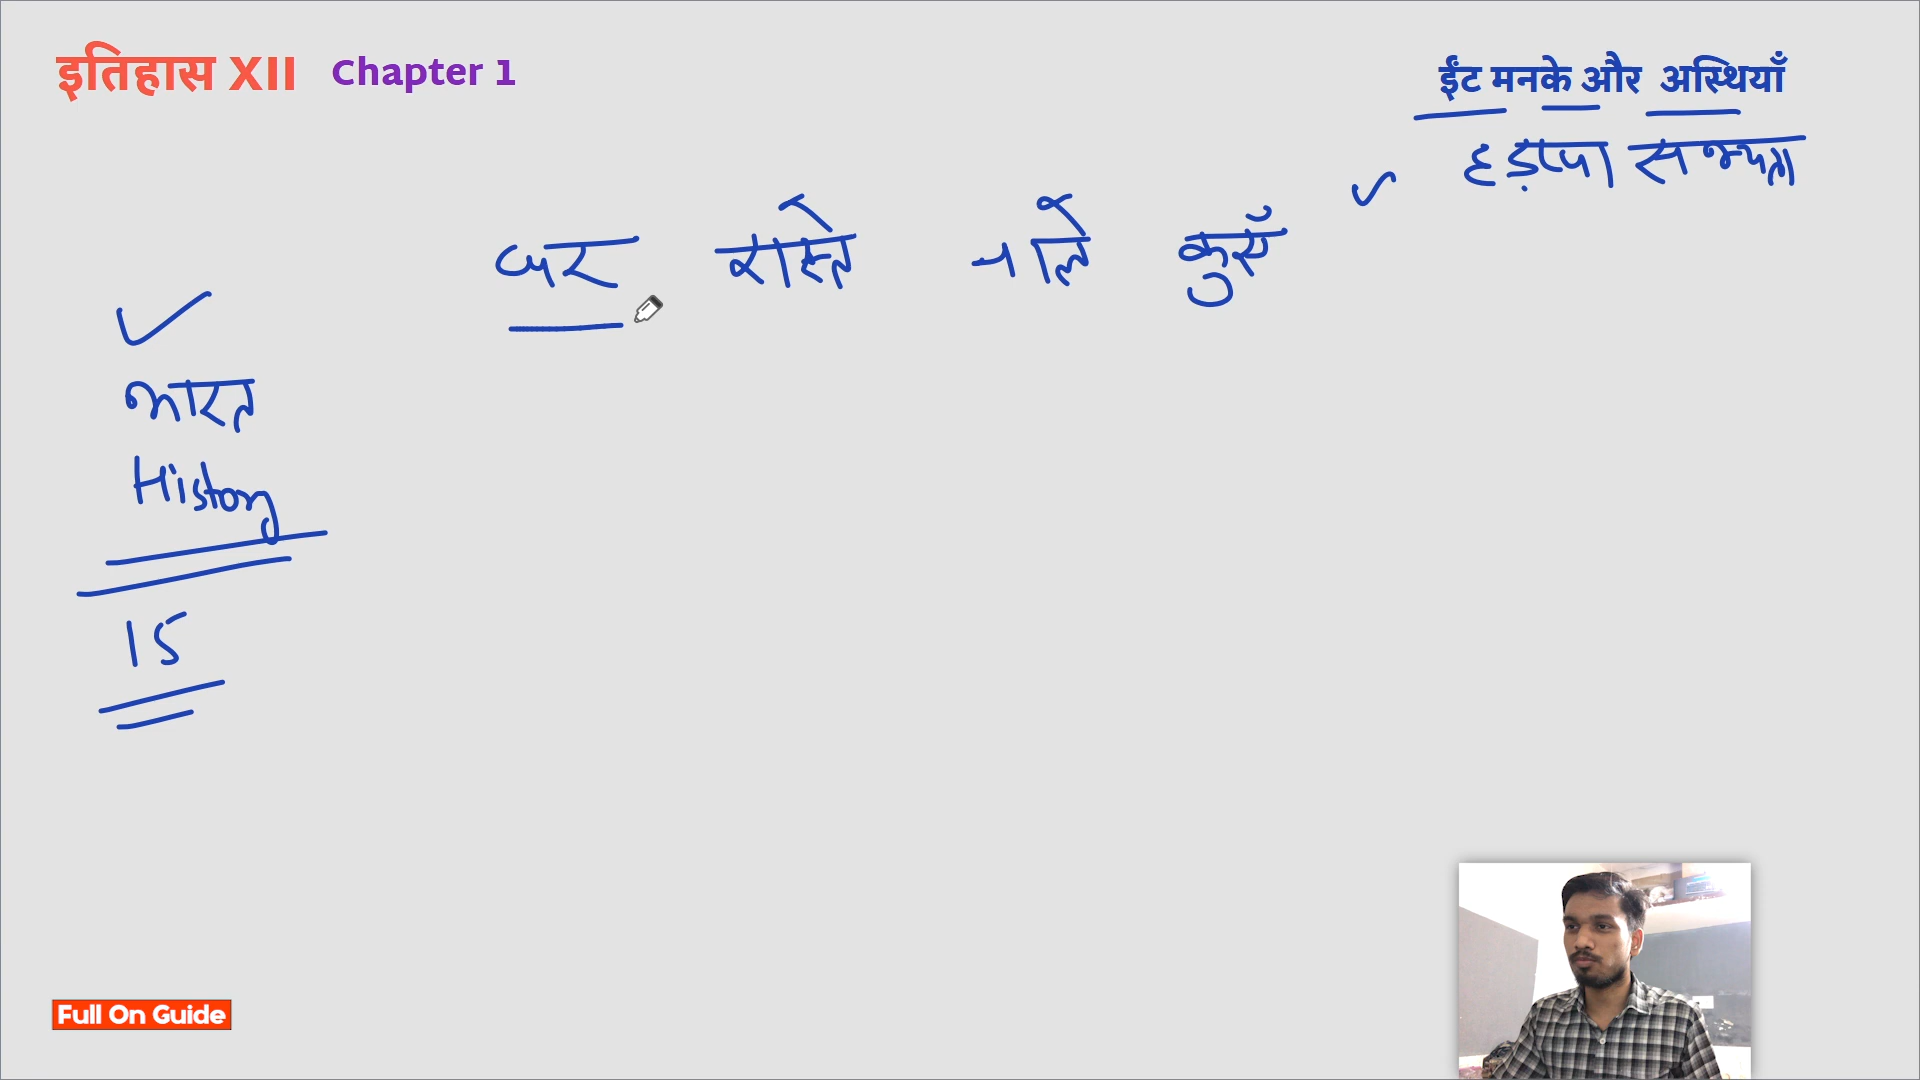 इतिहास XII Chapter 1
ईंट मनके और अस्थियाँ
हड़प्पा सभ्यता
घर रास्ते नाले कुएँ
भारत
History
15
Full On Guide